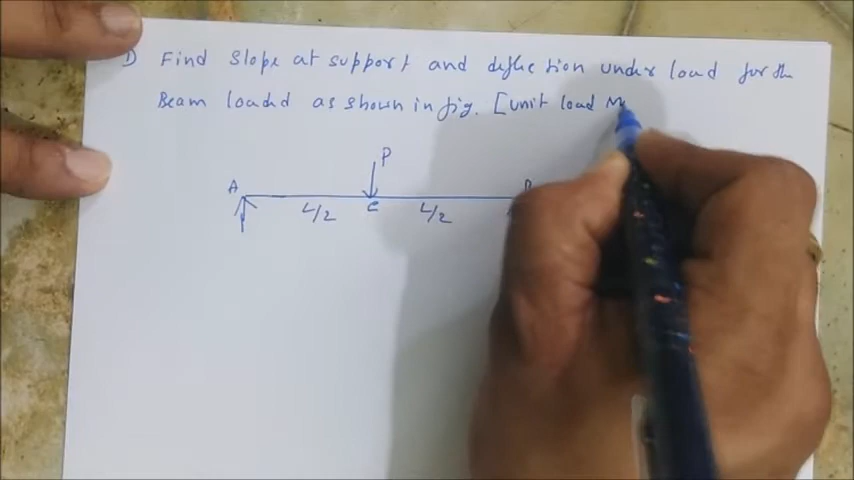 1) Find slope at support and deflection under load for the
Beam loaded as shown in fig. [unit load M
P
A B
L/2 C L/2